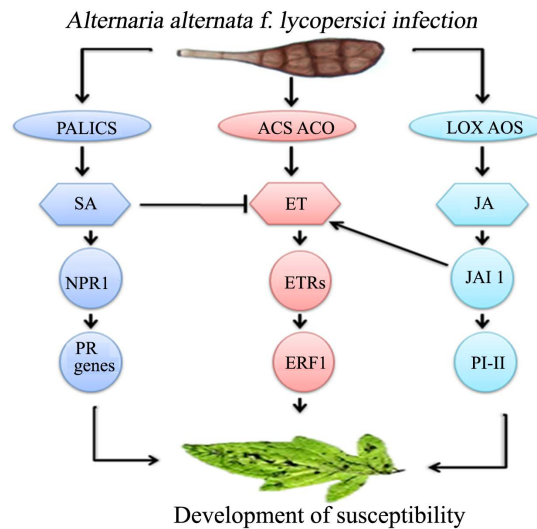 Alternaria alternata f. lycopersici infection
PALICS
ACS ACO
LOX AOS
SA
ET
JA
NPR1
ETRs
JAI 1
PR
genes
ERF1
PI-II
Development of susceptibility